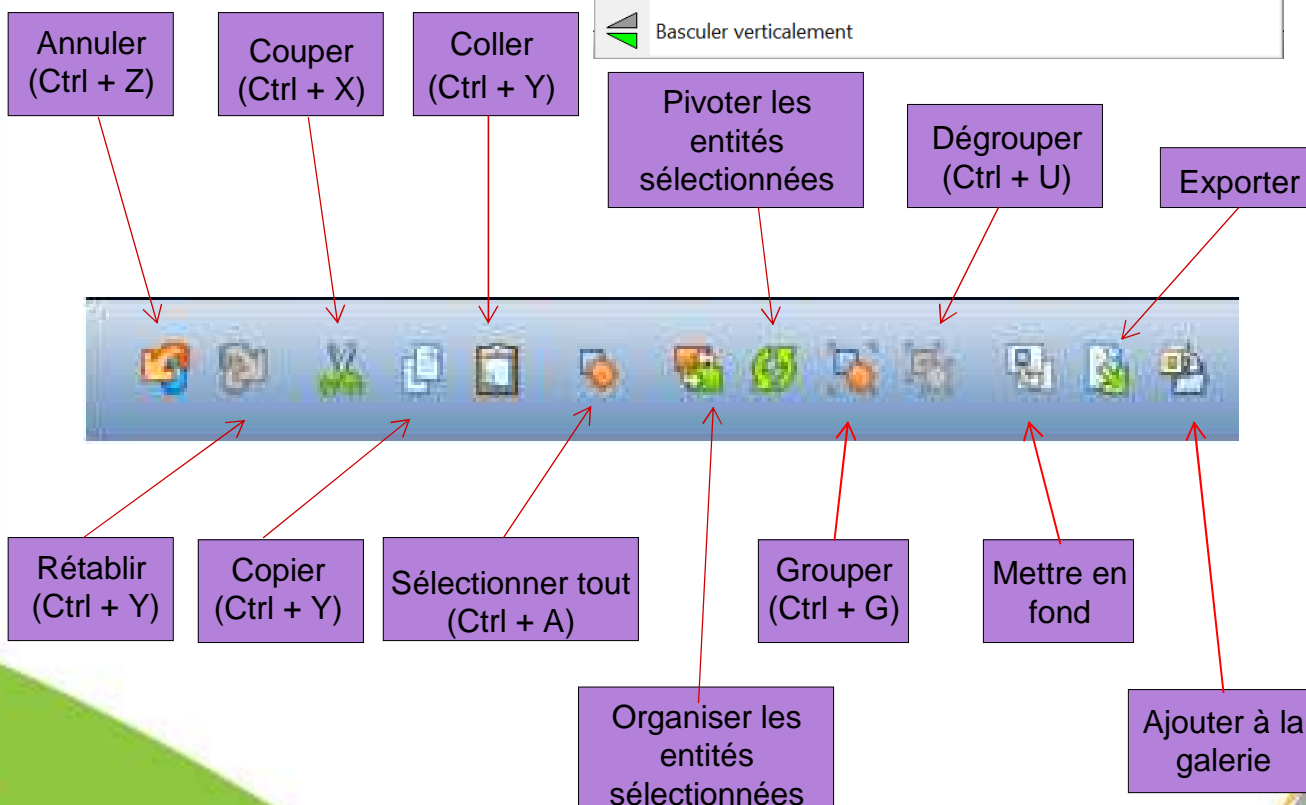 Basculer verticalement
Annuler
(Ctrl + Z)
Couper
(Ctrl + X)
Coller
(Ctrl + Y)
Pivoter les
entités
sélectionnées
Dégrouper
(Ctrl + U)
Exporter
Rétablir
(Ctrl + Y)
Copier
(Ctrl + Y)
Sélectionner tout
(Ctrl + A)
Grouper
(Ctrl + G)
Mettre en
fond
Organiser les
entités
sélectionnées
Ajouter à la
galerie